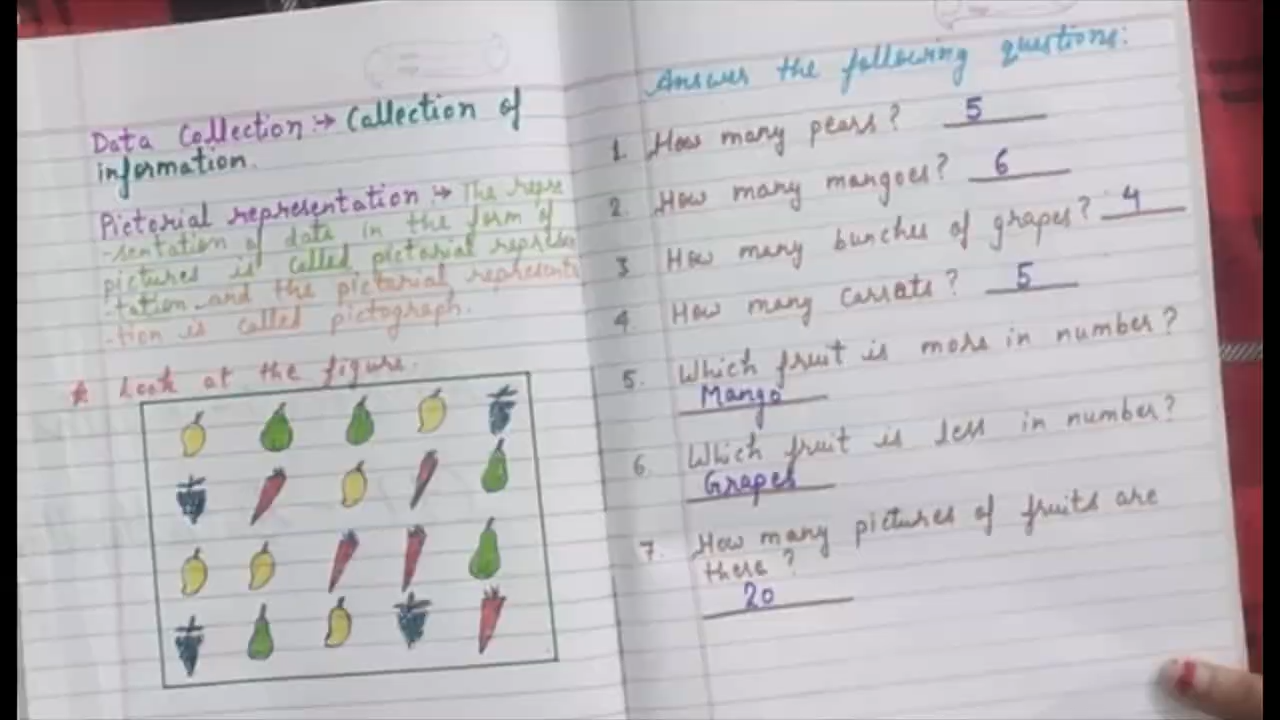 Data Collection :→ Collection of
information.
Pictorial representation :→ The repre
-sentation of data in the form of
pictures is called pictorial represen
-tation and the pictorial representa
-tion is called pictograph.
* Look at the figure.
Answer the following questions:
1. How many pears? 5
2. How many mangoes? 6
3 How many bunches of grapes? 4
4. How many carrots? 5
5. Which fruit is more in number?
Mango
6. Which fruit is less in number?
Grapes
7. How many pictures of fruits are
there?
20